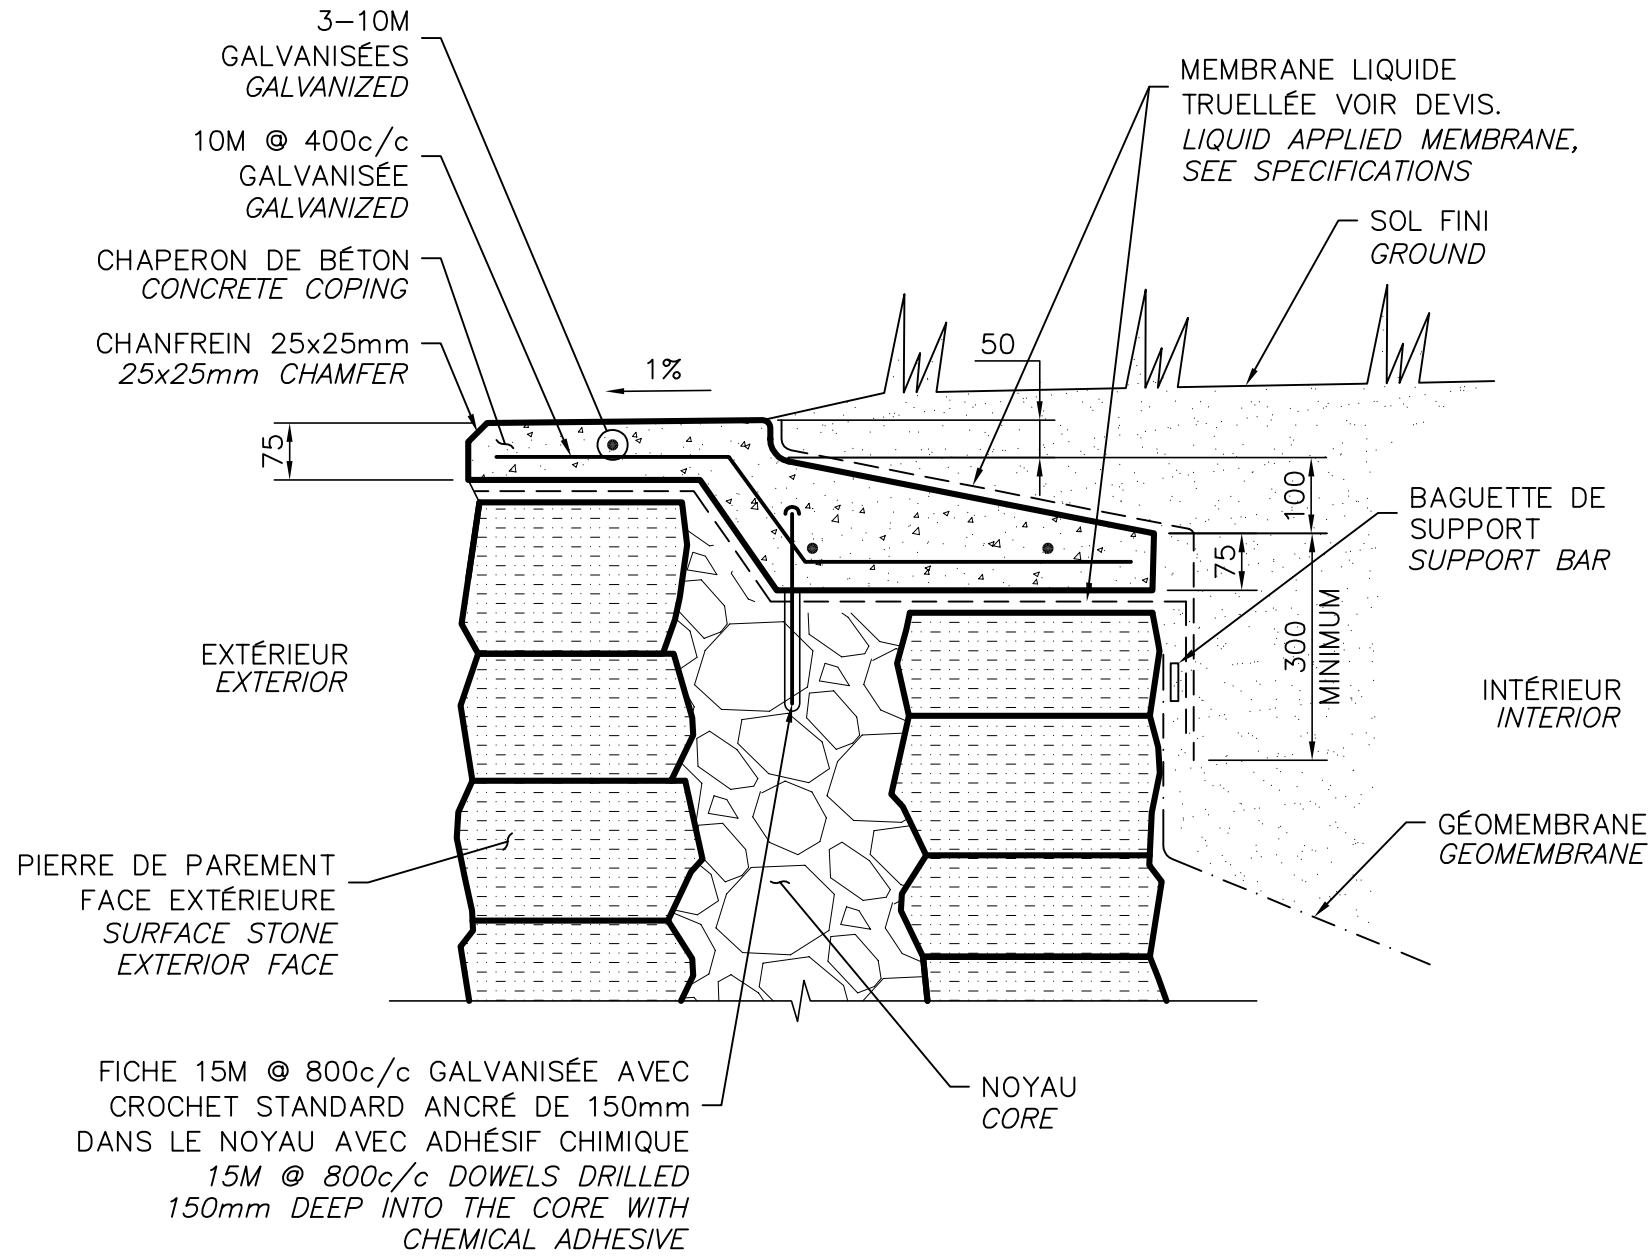 3-10M
GALVANISÉES
GALVANIZED
10M @ 400c/c
GALVANISÉE
GALVANIZED
CHAPERON DE BÉTON
CONCRETE COPING
CHANFREIN 25x25mm
25x25mm CHAMFER
75
1%
50
MEMBRANE LIQUIDE
TRUELLÉE VOIR DEVIS.
LIQUID APPLIED MEMBRANE,
SEE SPECIFICATIONS
SOL FINI
GROUND
100
75
300
MINIMUM
BAGUETTE DE
SUPPORT
SUPPORT BAR
EXTÉRIEUR
EXTERIOR
INTÉRIEUR
INTERIOR
GÉOMEMBRANE
GEOMEMBRANE
PIERRE DE PAREMENT
FACE EXTÉRIEURE
SURFACE STONE
EXTERIOR FACE
FICHE 15M @ 800c/c GALVANISÉE AVEC
CROCHET STANDARD ANCRÉ DE 150mm
DANS LE NOYAU AVEC ADHÉSIF CHIMIQUE
15M @ 800c/c DOWELS DRILLED
150mm DEEP INTO THE CORE WITH
CHEMICAL ADHESIVE
NOYAU
CORE